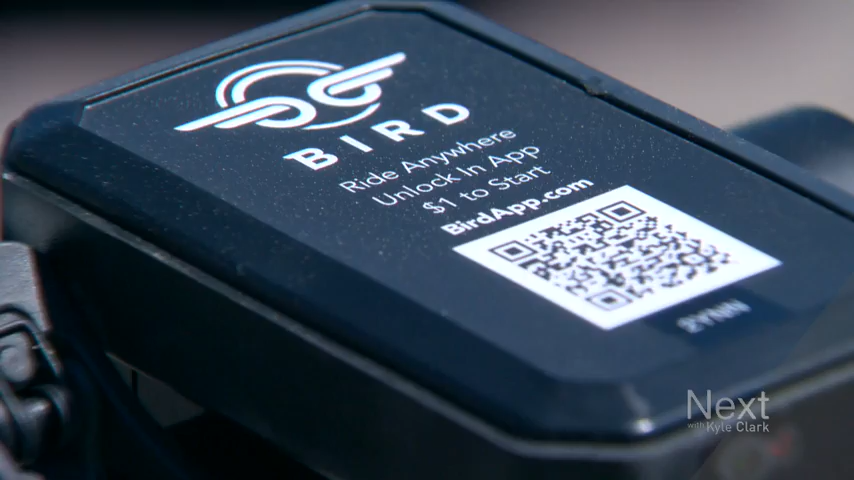 BIRD
Ride Anywhere
Unlock In App
$1 to Start
BirdApp.com
Next
with Kyle Clark